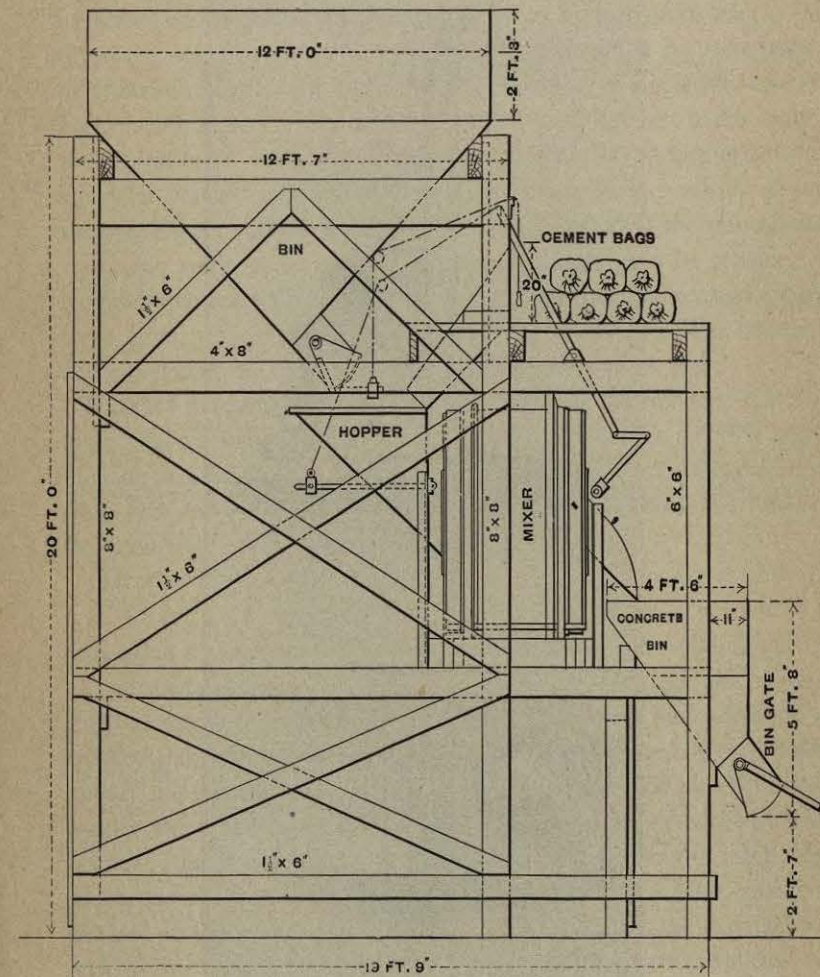 12 FT. 0"
2 FT. 3"
12 FT. 7"
CEMENT BAGS
BIN
20"
1½" x 6"
4" x 8"
HOPPER
20 FT. 0"
8" x 8"
8" x 8"
MIXER
6" x 6"
1½" x 6"
4 FT. 6"
CONCRETE
BIN
11"
BIN GATE
5 FT. 8"
1½" x 6"
2 FT. 7"
FT. 9"